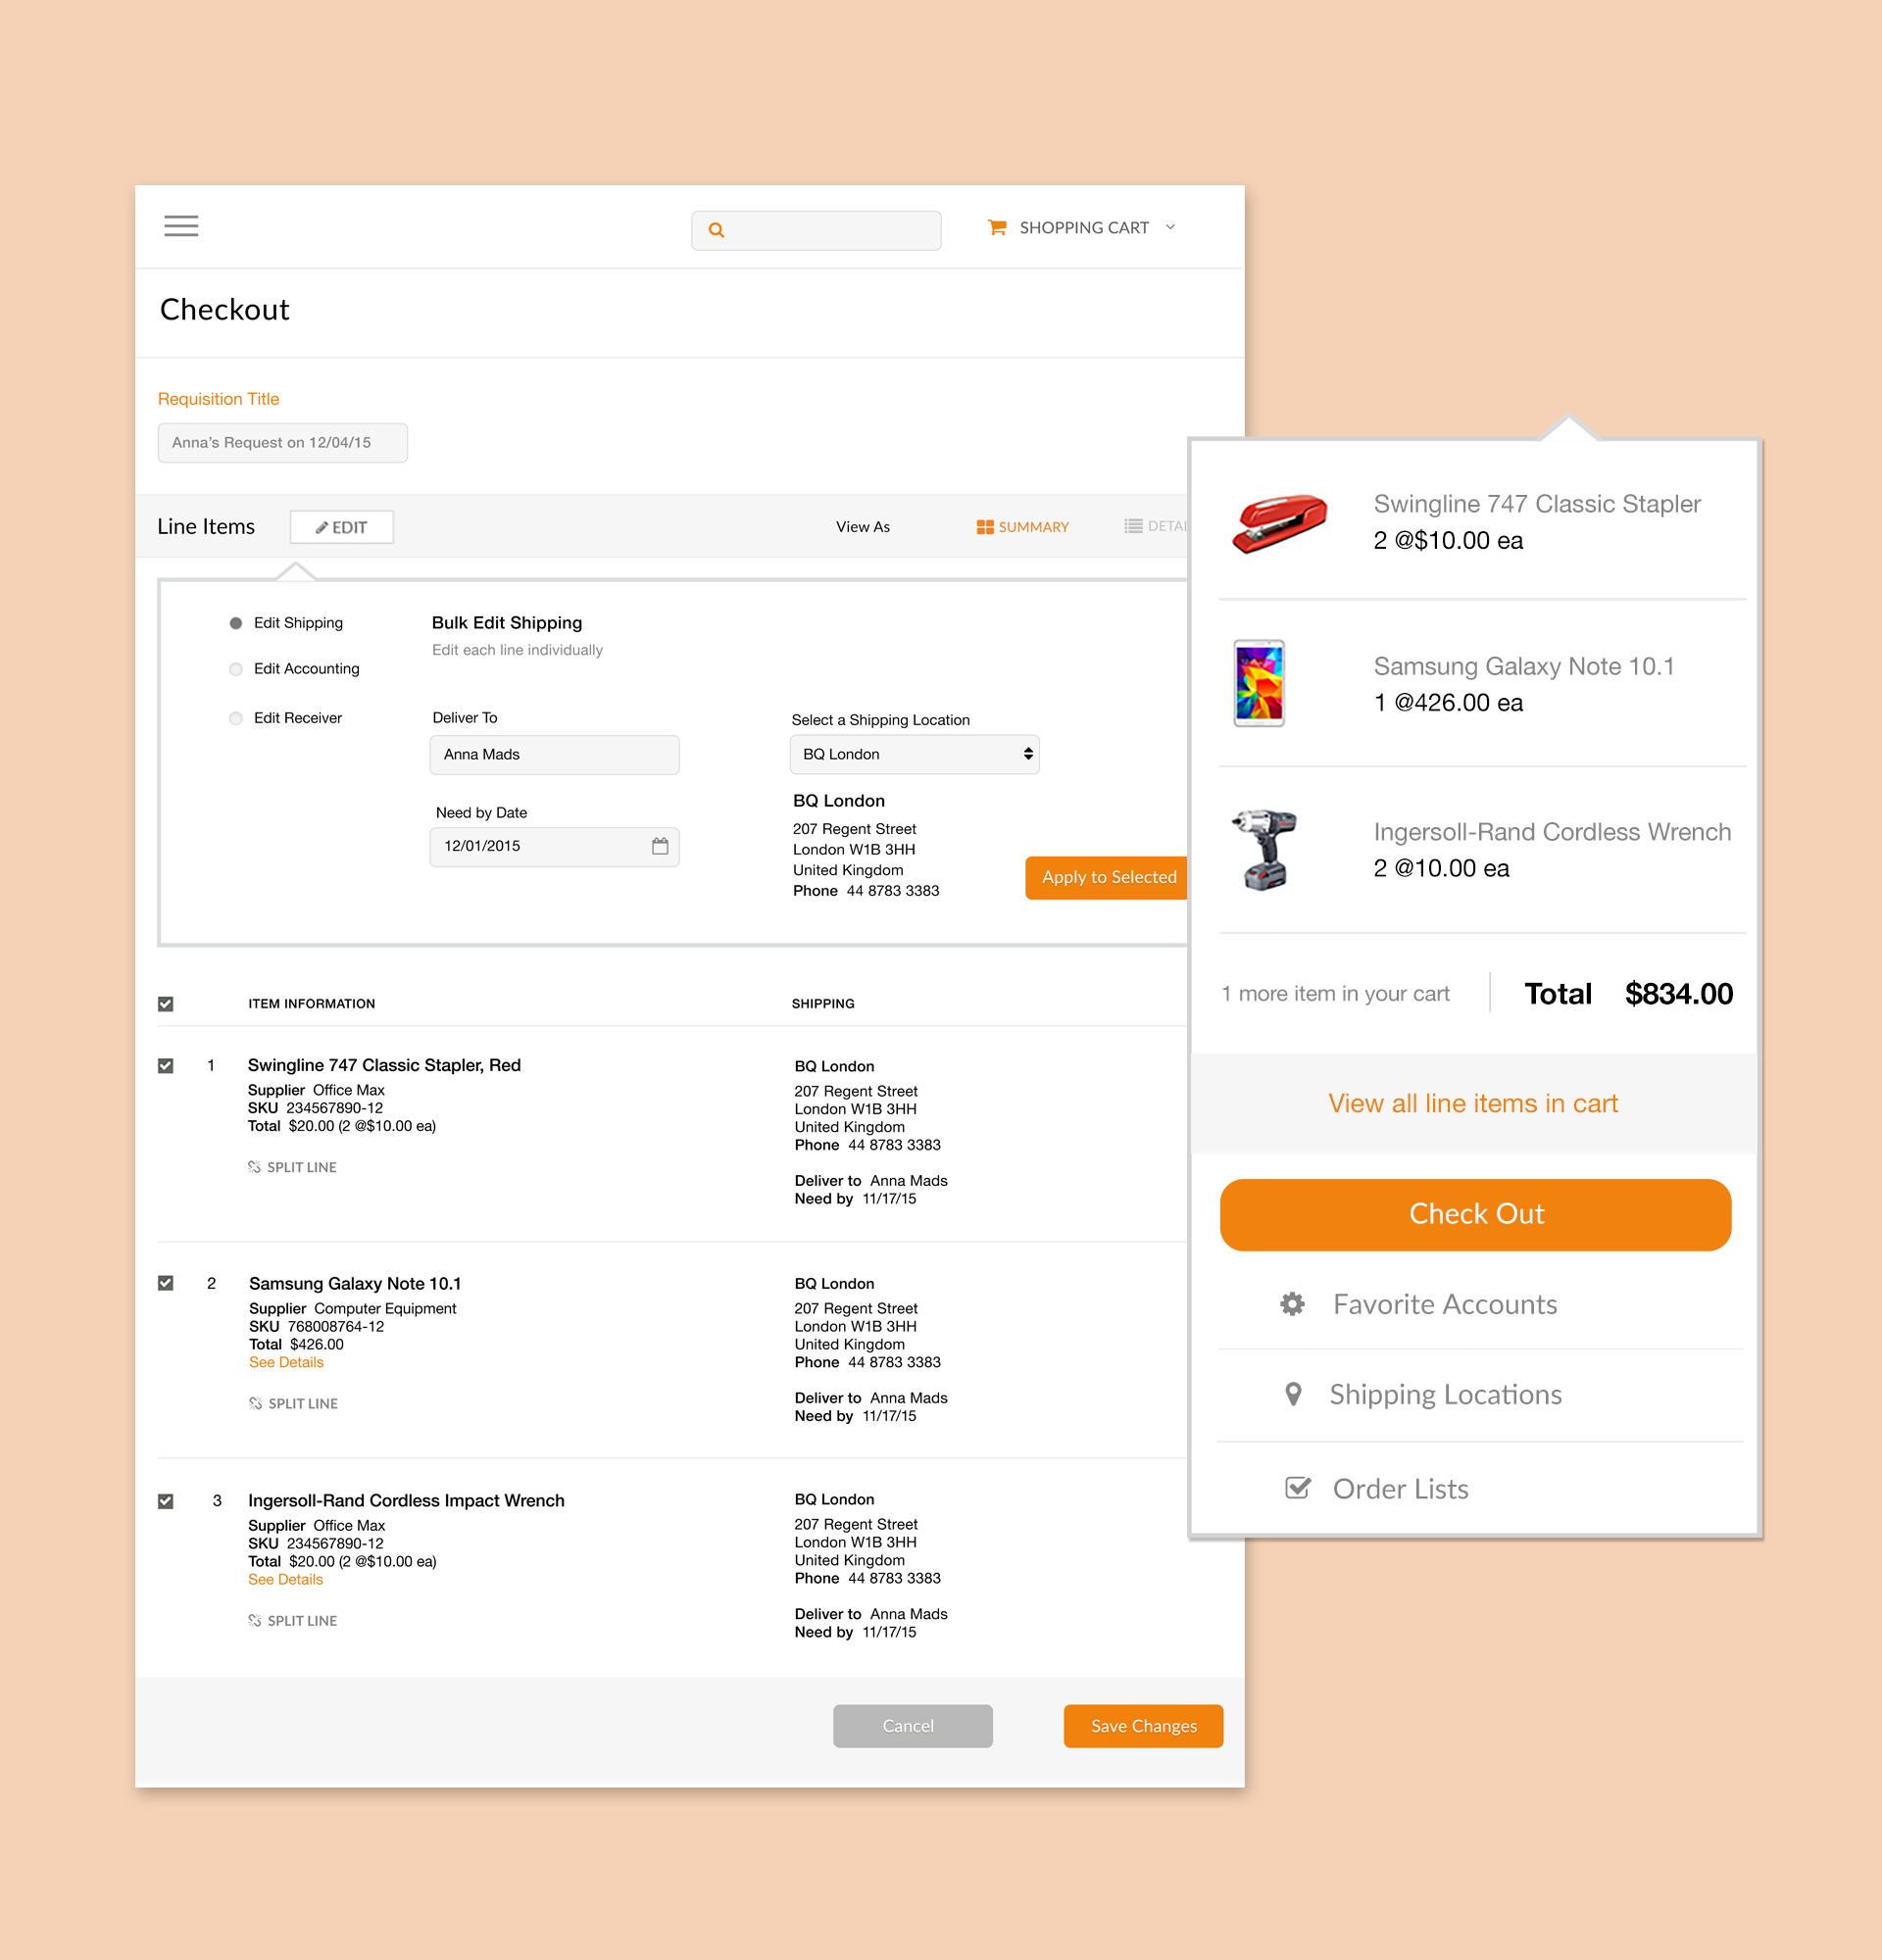 SHOPPING CART
Checkout
Requisition Title
Anna's Request on 12/04/15
Line Items
EDIT
View As
SUMMARY
Edit Shipping
Edit Accounting
Edit Receiver
Bulk Edit Shipping
Edit each line individually
Deliver To
Anna Mads
Need by Date
12/01/2015
Select a Shipping Location
BQ London
BQ London
207 Regent Street
London W1B 3HH
United Kingdom
Phone 44 8783 3383
Apply to Selected
ITEM INFORMATION
SHIPPING
1
Swingline 747 Classic Stapler, Red
Supplier Office Max
SKU 234567890-12
Total $20.00 (2 @$10.00 ea)
SPLIT LINE
BQ London
207 Regent Street
London W1B 3HH
United Kingdom
Phone 44 8783 3383
Deliver to Anna Mads
Need by 11/17/15
2
Samsung Galaxy Note 10.1
Supplier Computer Equipment
SKU 768008764-12
Total $426.00
See Details
SPLIT LINE
BQ London
207 Regent Street
London W1B 3HH
United Kingdom
Phone 44 8783 3383
Deliver to Anna Mads
Need by 11/17/15
3
Ingersoll-Rand Cordless Impact Wrench
Supplier Office Max
SKU 234567890-12
Total $20.00 (2 @$10.00 ea)
See Details
SPLIT LINE
BQ London
207 Regent Street
London W1B 3HH
United Kingdom
Phone 44 8783 3383
Deliver to Anna Mads
Need by 11/17/15
Cancel
Save Changes
Swingline 747 Classic Stapler
2 @$10.00 ea
Samsung Galaxy Note 10.1
1 @426.00 ea
Ingersoll-Rand Cordless Wrench
2 @10.00 ea
1 more item in your cart
Total $834.00
View all line items in cart
Check Out
Favorite Accounts
Shipping Locations
Order Lists